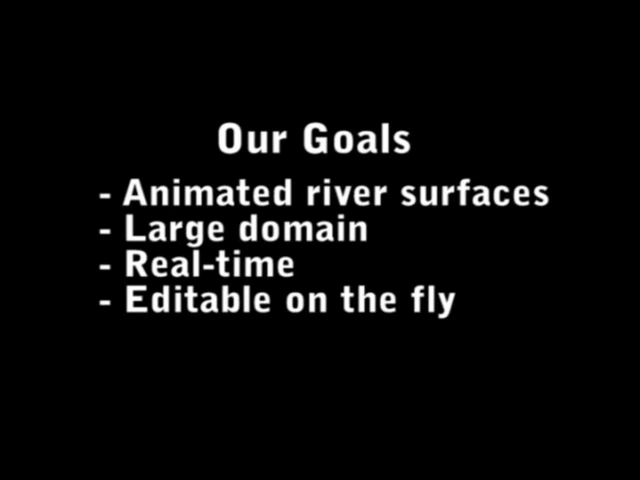 Our Goals
- Animated river surfaces
- Large domain
- Real-time
- Editable on the fly